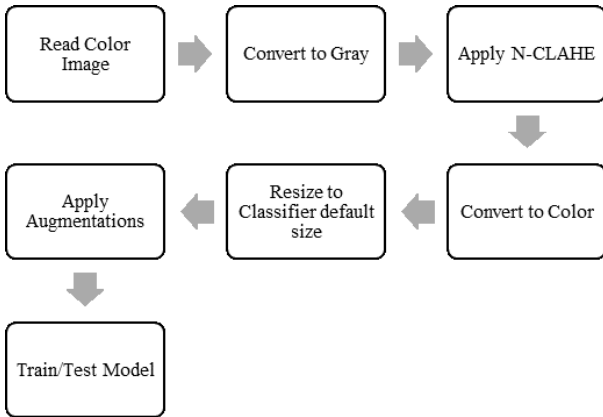 Read Color
Image
Convert to Gray
Apply N-CLAHE
Convert to Color
Resize to
Classifier default
size
Apply
Augmentations
Train/Test Model